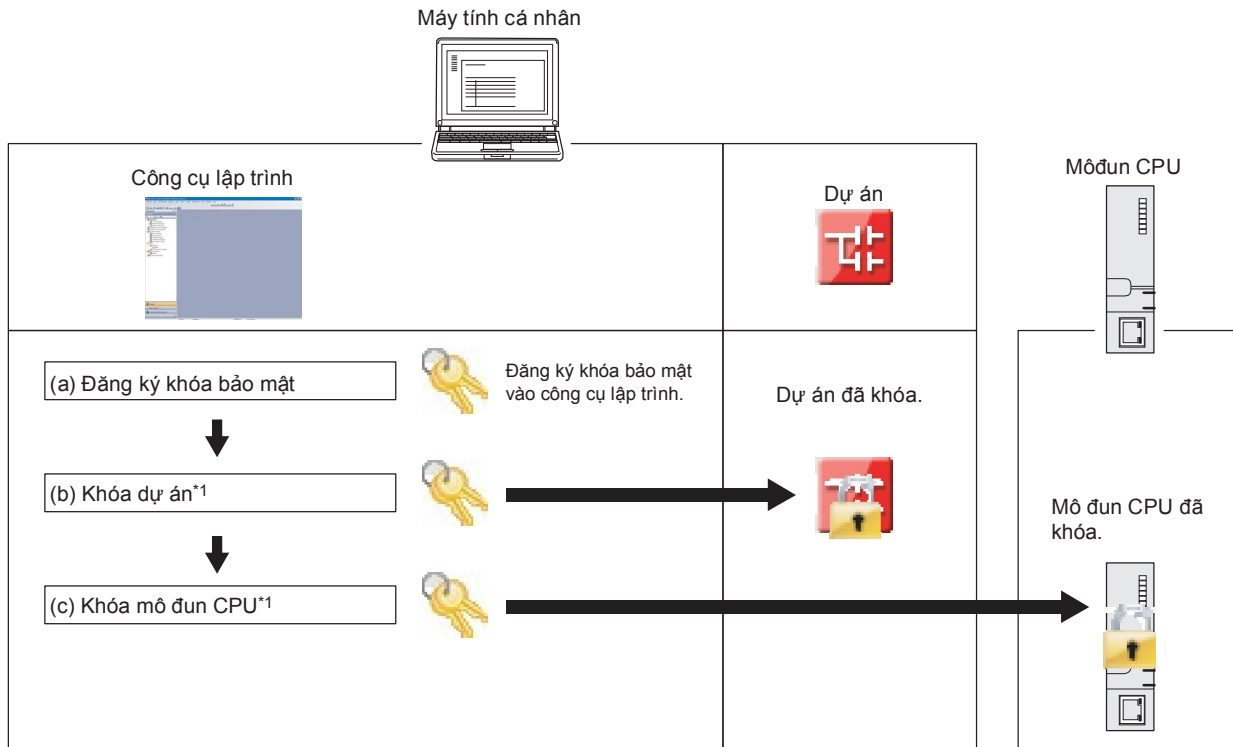 Máy tính cá nhân
Công cụ lập trình
Dự án
Môđun CPU
(a) Đăng ký khóa bảo mật
Đăng ký khóa bảo mật
vào công cụ lập trình.
Dự án đã khóa.
(b) Khóa dự án*1
Mô đun CPU đã
khóa.
(c) Khóa mô đun CPU*1